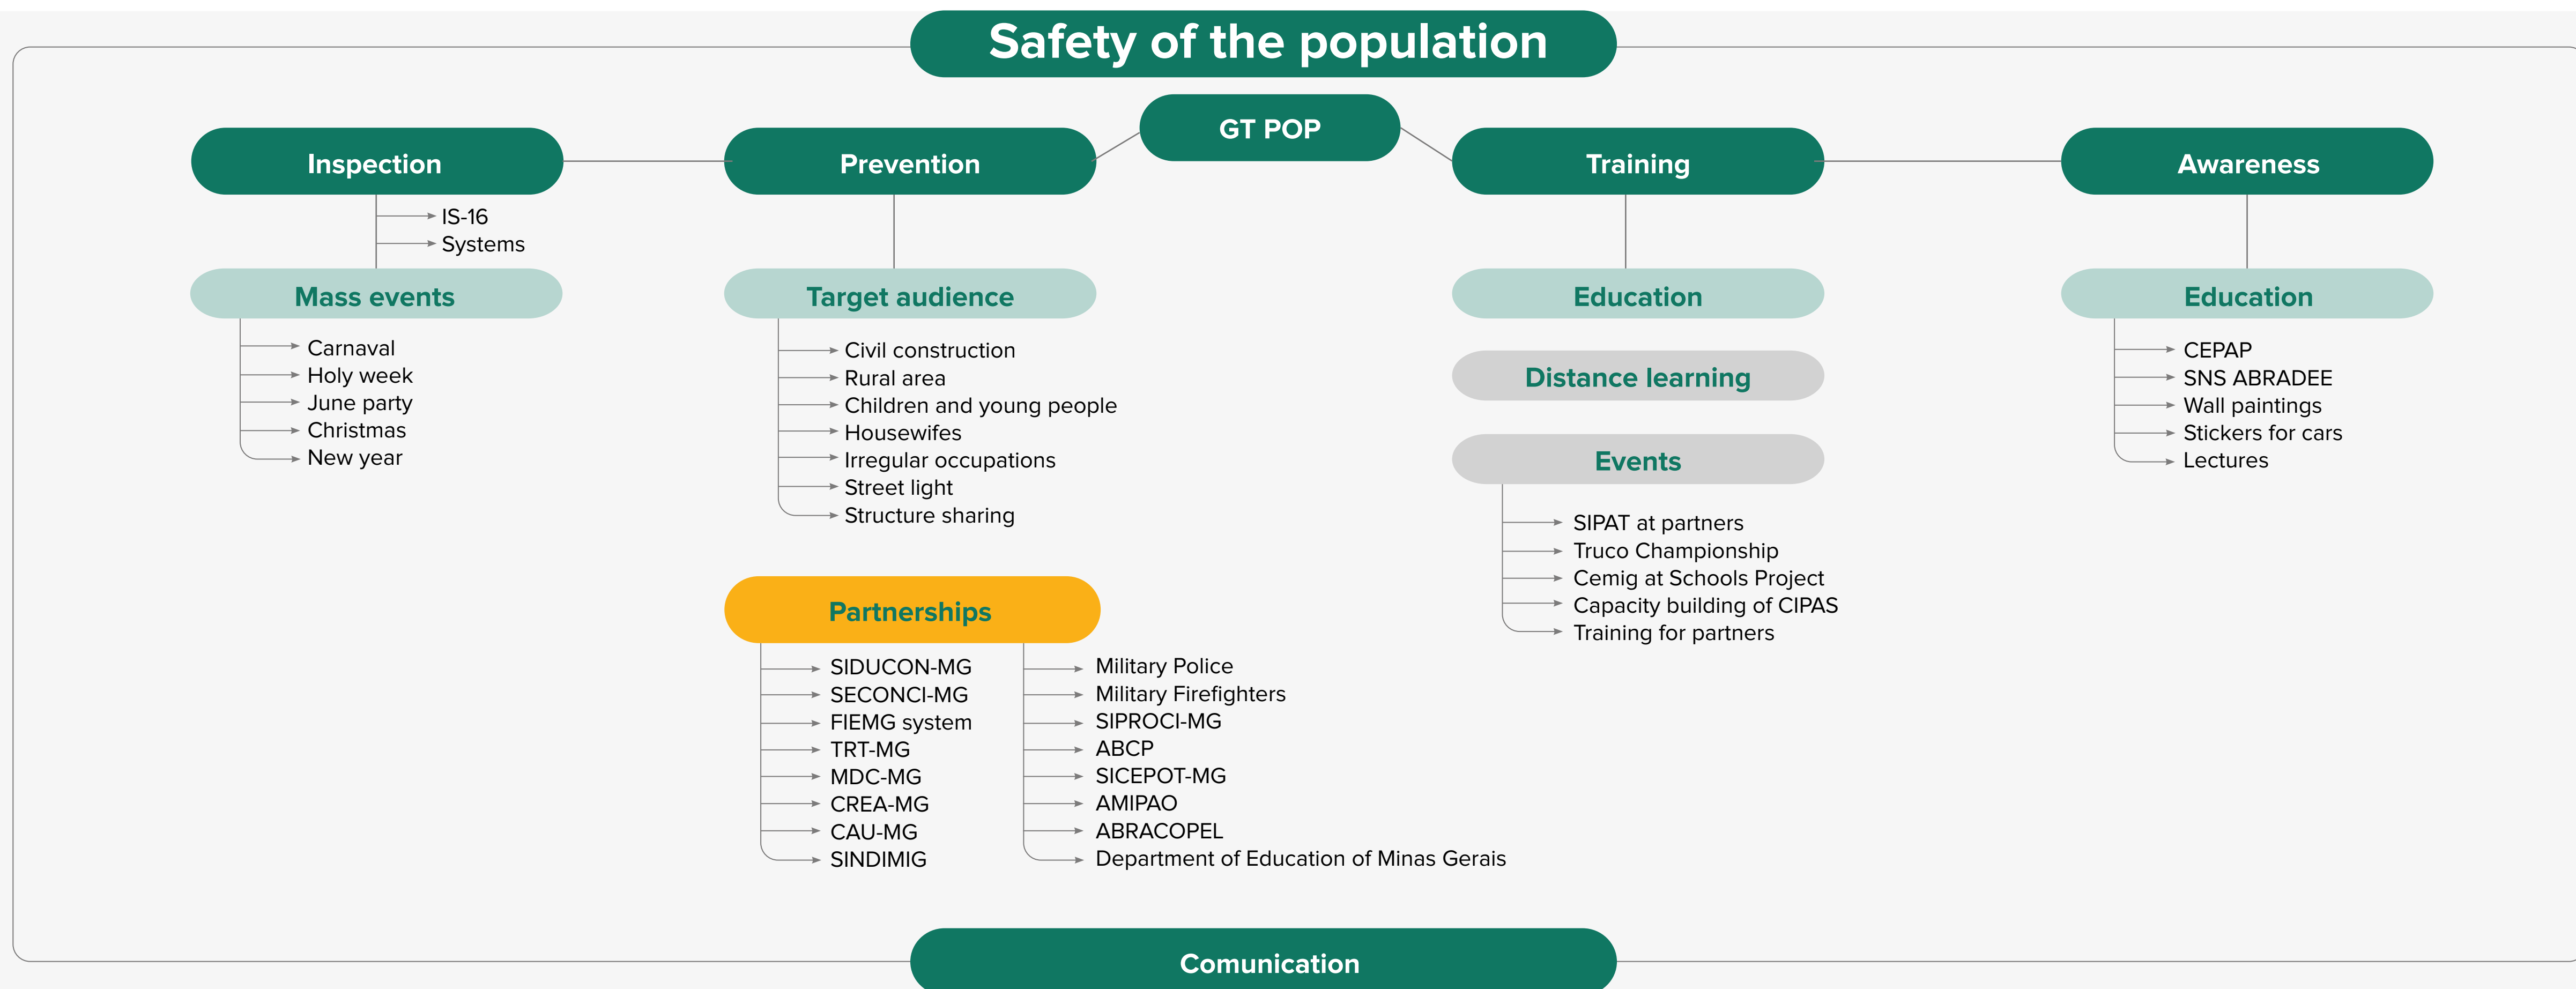 Safety of the population
GT POP
Inspection
IS-16
Systems
Mass events
Carnaval
Holy week
June party
Christmas
New year
Prevention
Target audience
Civil construction
Rural area
Children and young people
Housewifes
Irregular occupations
Street light
Structure sharing
Partnerships
SIDUCON-MG
SECONCI-MG
FIEMG system
TRT-MG
MDC-MG
CREA-MG
CAU-MG
SINDIMIG
Military Police
Military Firefighters
SIPROCI-MG
ABCP
SICEPOT-MG
AMIPAO
ABRACOPEL
Department of Education of Minas Gerais
Training
Education
Distance learning
Events
SIPAT at partners
Truco Championship
Cemig at Schools Project
Capacity building of CIPAS
Training for partners
Awareness
Education
CEPAP
SNS ABRADEE
Wall paintings
Stickers for cars
Lectures
Comunication